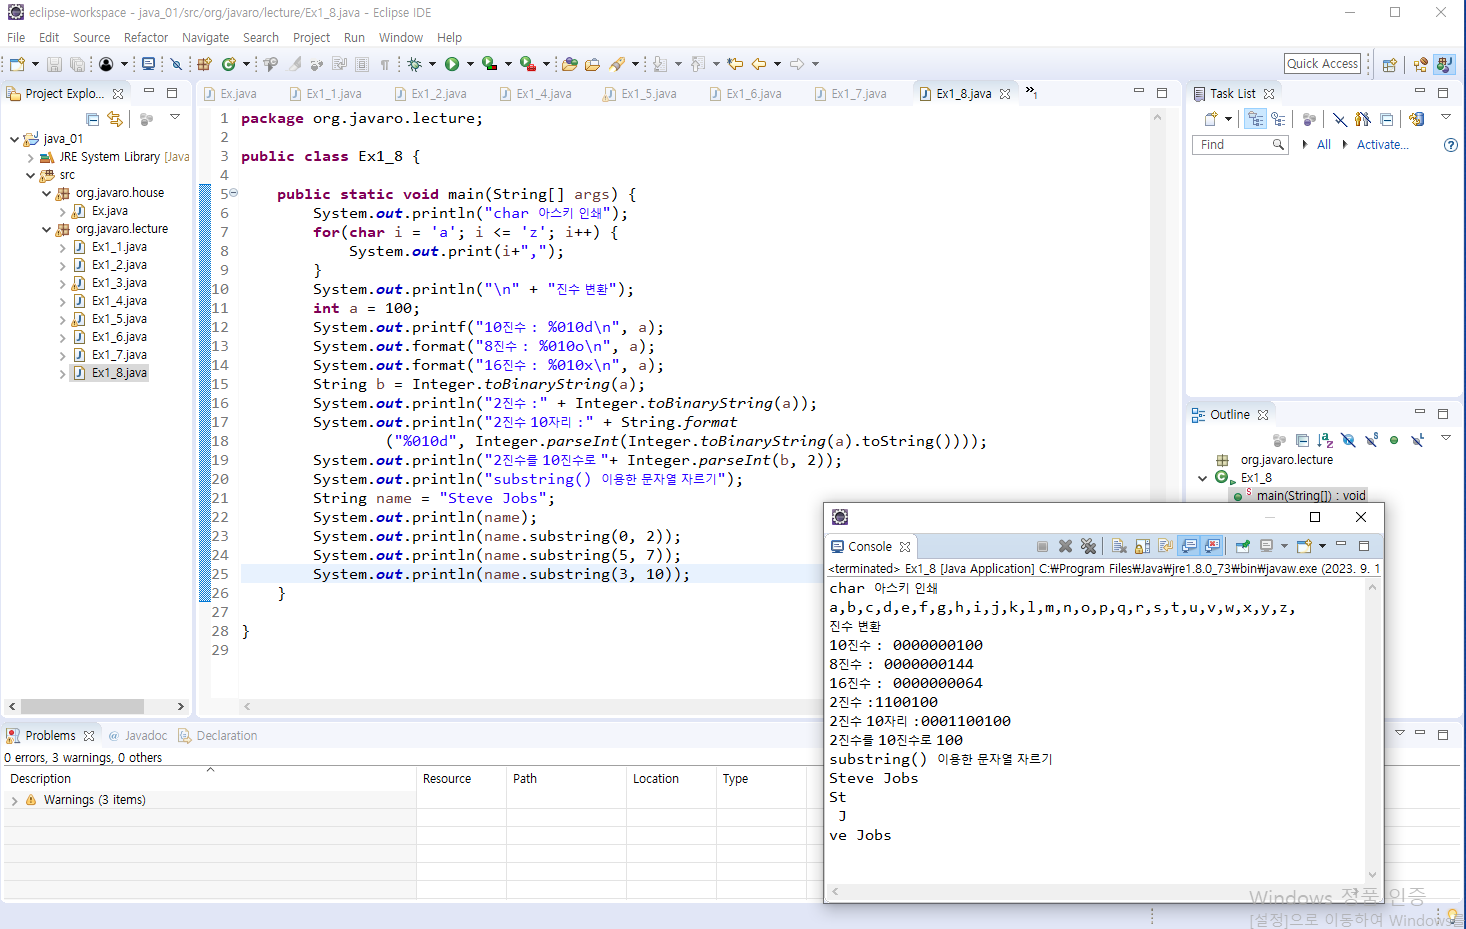 eclipse-workspace - java_01/src/org/javaro/lecture/Ex1_8.java - Eclipse IDE
File Edit Source Refactor Navigate Search Project Run Window Help
Quick Access
Project Explo...
java_01
JRE System Library [Java
src
org.javaro.house
Ex.java
org.javaro.lecture
Ex1_1.java
Ex1_2.java
Ex1_3.java
Ex1_4.java
Ex1_5.java
Ex1_6.java
Ex1_7.java
Ex1_8.java
Ex.java Ex1_1.java Ex1_2.java Ex1_4.java Ex1_5.java Ex1_6.java Ex1_7.java Ex1_8.java »1
1 package org.javaro.lecture;
2
3 public class Ex1_8 {
4
5 public static void main(String[] args) {
6 System.out.println("char 아스키 인쇄");
7 for(char i = 'a'; i <= 'z'; i++) {
8 System.out.print(i+",");
9 }
10 System.out.println("\n" + "진수 변환");
11 int a = 100;
12 System.out.printf("10진수 : %010d\n", a);
13 System.out.format("8진수 : %010o\n", a);
14 System.out.format("16진수 : %010x\n", a);
15 String b = Integer.toBinaryString(a);
16 System.out.println("2진수 :" + Integer.toBinaryString(a));
17 System.out.println("2진수 10자리 :" + String.format
18 ("%010d", Integer.parseInt(Integer.toBinaryString(a).toString())));
19 System.out.println("2진수를 10진수로 "+ Integer.parseInt(b, 2));
20 System.out.println("substring() 이용한 문자열 자르기");
21 String name = "Steve Jobs";
22 System.out.println(name);
23 System.out.println(name.substring(0, 2));
24 System.out.println(name.substring(5, 7));
25 System.out.println(name.substring(3, 10));
26 }
27
28 }
29
Task List
Find All Activate...
Outline
org.javaro.lecture
Ex1_8
main(String[]) : void
Problems Javadoc Declaration
0 errors, 3 warnings, 0 others
Description Resource Path Location Type
Warnings (3 items)
Console
<terminated> Ex1_8 [Java Application] C:₩Program Files₩Java₩jre1.8.0_73₩bin₩javaw.exe (2023. 9. 1
char 아스키 인쇄
a,b,c,d,e,f,g,h,i,j,k,l,m,n,o,p,q,r,s,t,u,v,w,x,y,z,
진수 변환
10진수 : 0000000100
8진수 : 0000000144
16진수 : 0000000064
2진수 :1100100
2진수 10자리 :0001100100
2진수를 10진수로 100
substring() 이용한 문자열 자르기
Steve Jobs
St
J
ve Jobs
Windows 정품 인증
[설정]으로 이동하여 Windows를